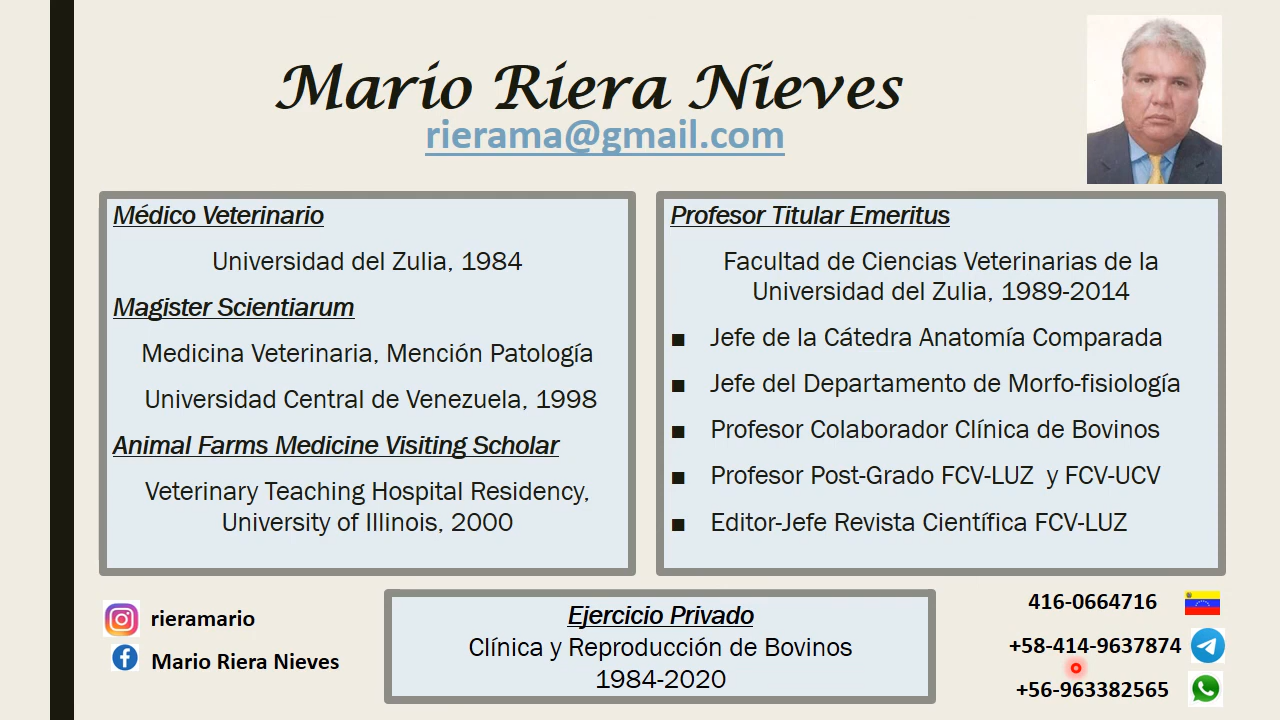 Mario Riera Nieves
rierama@gmail.com
Médico Veterinario
Universidad del Zulia, 1984
Magister Scientiarum
Medicina Veterinaria, Mención Patología
Universidad Central de Venezuela, 1998
Animal Farms Medicine Visiting Scholar
Veterinary Teaching Hospital Residency,
University of Illinois, 2000
Profesor Titular Emeritus
Facultad de Ciencias Veterinarias de la
Universidad del Zulia, 1989-2014
■ Jefe de la Cátedra Anatomía Comparada
■ Jefe del Departamento de Morfo-fisiología
■ Profesor Colaborador Clínica de Bovinos
■ Profesor Post-Grado FCV-LUZ y FCV-UCV
■ Editor-Jefe Revista Científica FCV-LUZ
rieramario
Mario Riera Nieves
Ejercicio Privado
Clínica y Reproducción de Bovinos
1984-2020
416-0664716
+58-414-9637874
+56-963382565